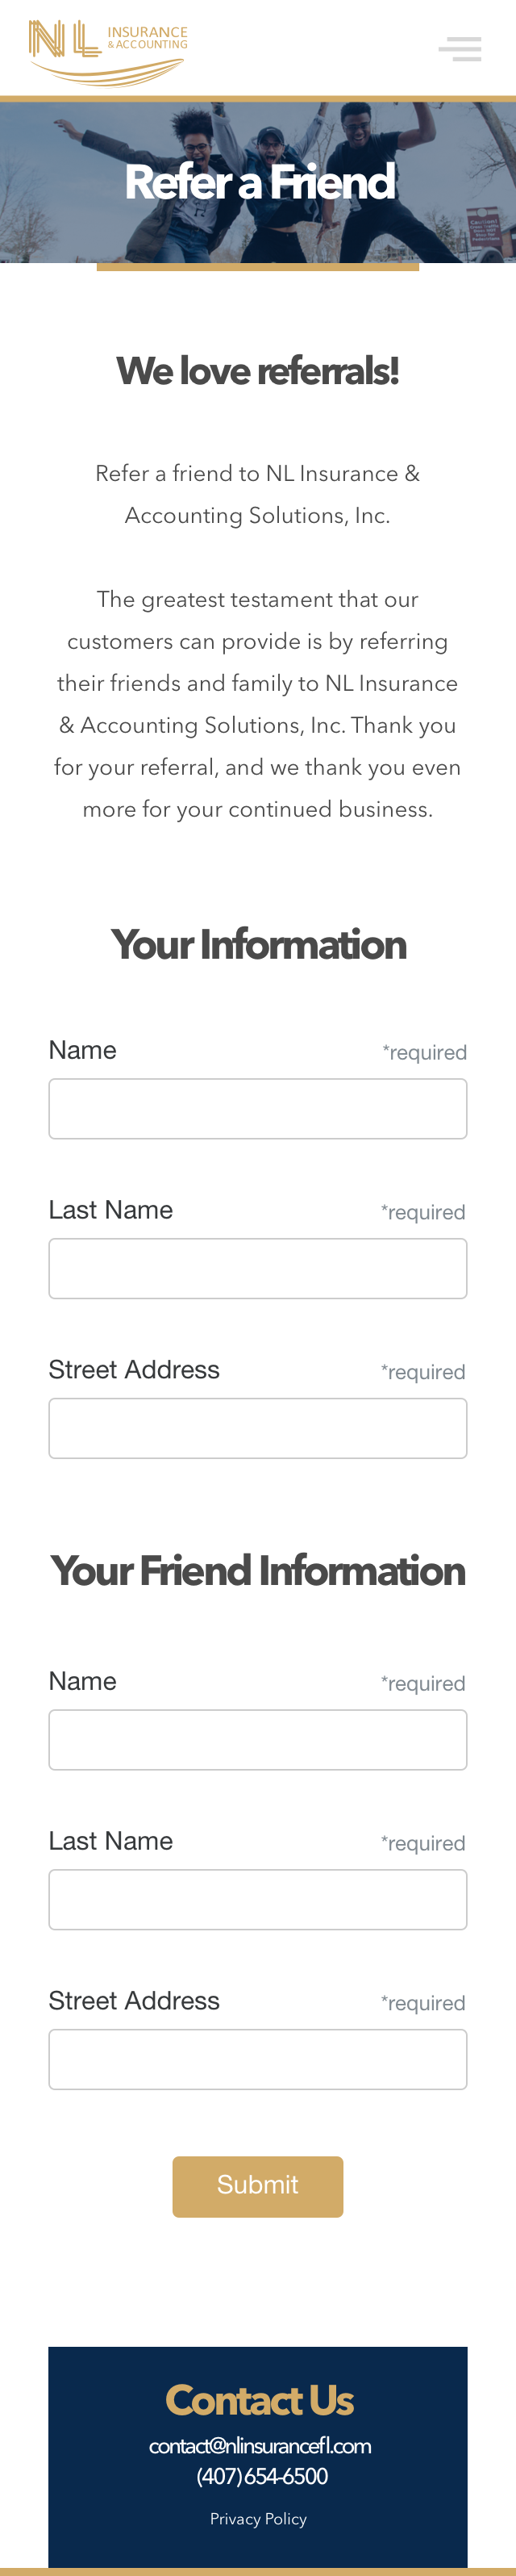 NL INSURANCE
& ACCOUNTING
Refer a Friend
We love referrals!
Refer a friend to NL Insurance &
Accounting Solutions, Inc.
The greatest testament that our
customers can provide is by referring
their friends and family to NL Insurance
& Accounting Solutions, Inc. Thank you
for your referral, and we thank you even
more for your continued business.
Your Information
Name *required
Last Name *required
Street Address *required
Your Friend Information
Name *required
Last Name *required
Street Address *required
Submit
Contact Us
contact@nlinsurancefl.com
(407)654-6500
Privacy Policy